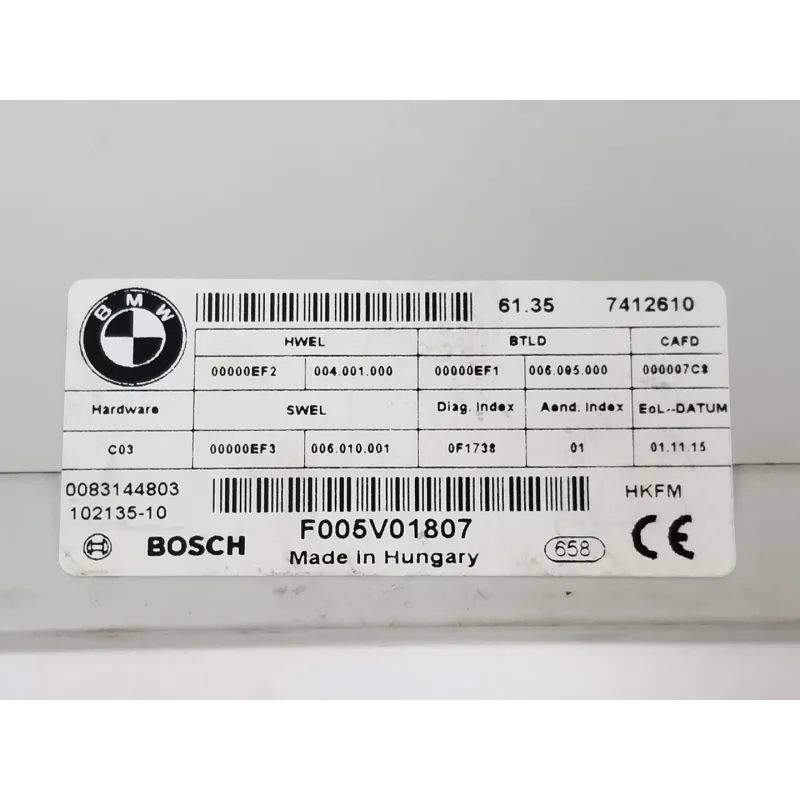 BMW
61.35 7412610
HWEL BTLD CAFD
00000EF2 004.001.000 00000EF1 006.095.000 000007C8
Hardware SWEL Diag. Index Aend. Index EoL--DATUM
C03 00000EF3 006.010.001 0F1738 01 01.11.15
0083144803 HKFM
102135-10
F005V01807
BOSCH Made in Hungary 658 CE